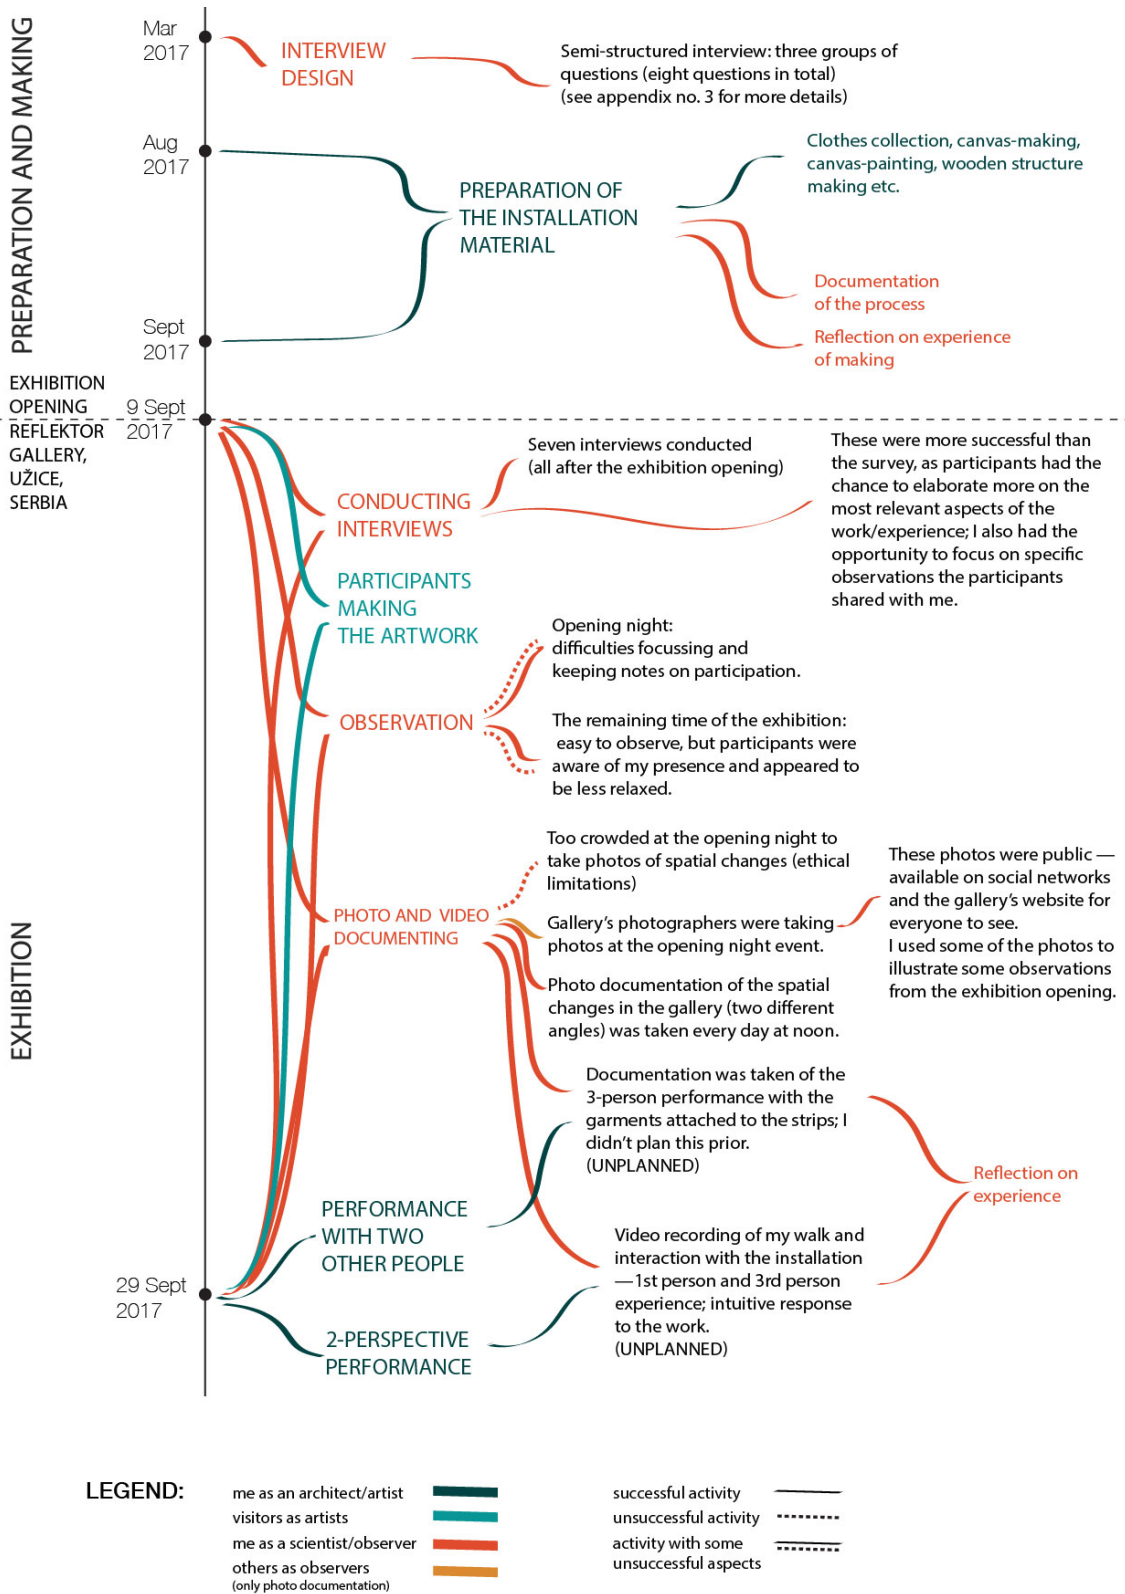 PREPARATION AND MAKING
Mar
2017
INTERVIEW
DESIGN
Semi-structured interview: three groups of
questions (eight questions in total)
(see appendix no. 3 for more details)
Aug
2017
PREPARATION OF
THE INSTALLATION
MATERIAL
Clothes collection, canvas-making,
canvas-painting, wooden structure
making etc.
Documentation
of the process
Reflection on experience
of making
Sept
2017
EXHIBITION
OPENING
REFLEKTOR
GALLERY,
UŽICE,
SERBIA
9 Sept
2017
EXHIBITION
CONDUCTING
INTERVIEWS
Seven interviews conducted
(all after the exhibition opening)
These were more successful than
the survey, as participants had the
chance to elaborate more on the
most relevant aspects of the
work/experience; I also had the
opportunity to focus on specific
observations the participants
shared with me.
PARTICIPANTS
MAKING
THE ARTWORK
OBSERVATION
Opening night:
difficulties focussing and
keeping notes on participation.
The remaining time of the exhibition:
easy to observe, but participants were
aware of my presence and appeared to
be less relaxed.
PHOTO AND VIDEO
DOCUMENTING
Too crowded at the opening night to
take photos of spatial changes (ethical
limitations)
Gallery's photographers were taking
photos at the opening night event.
These photos were public —
available on social networks
and the gallery's website for
everyone to see.
I used some of the photos to
illustrate some observations
from the exhibition opening.
Photo documentation of the spatial
changes in the gallery (two different
angles) was taken every day at noon.
Documentation was taken of the
3-person performance with the
garments attached to the strips; I
didn't plan this prior.
(UNPLANNED)
Reflection on
experience
PERFORMANCE
WITH TWO
OTHER PEOPLE
Video recording of my walk and
interaction with the installation
—1st person and 3rd person
experience; intuitive response
to the work.
(UNPLANNED)
29 Sept
2017
2-PERSPECTIVE
PERFORMANCE
LEGEND:
me as an architect/artist
visitors as artists
me as a scientist/observer
others as observers
(only photo documentation)
successful activity
unsuccessful activity
activity with some
unsuccessful aspects